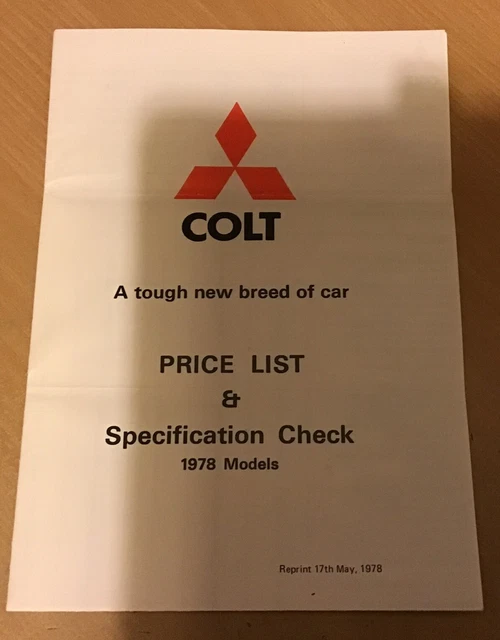 COLT
A tough new breed of car
PRICE LIST
&
Specification Check
1978 Models
Reprint 17th May, 1978